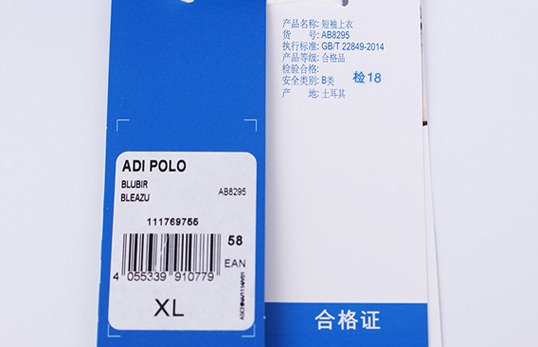 ADI POLO
BLUBIR
BLEAZU
AB8295
111769755
58
EAN
4 055339 910779
XL
产品名称: 短袖上衣
货 号: AB8295
执行标准: GB/T 22849-2014
产品等级: 合格品
检验合格:
检18
安全类别: B类
产 地: 土耳其
合格证